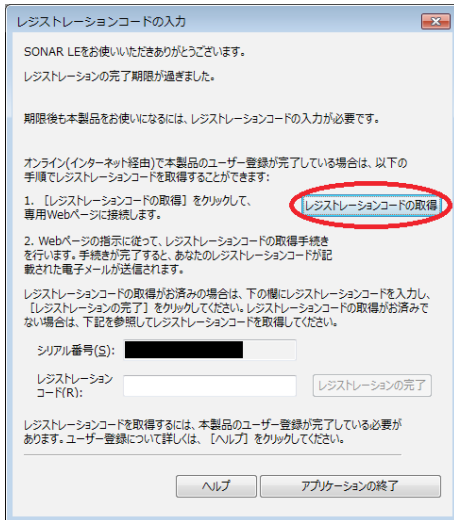 レジストレーションコードの入力
SONAR LEをお使いいただきありがとうございます。
レジストレーションの完了期限が過ぎました。
期限後も本製品をお使いになるには、レジストレーションコードの入力が必要です。
オンライン(インターネット経由)で本製品のユーザー登録が完了している場合は、以下の
手順でレジストレーションコードを取得することができます:
1. [レジストレーションコードの取得] をクリックして、
専用Webページに接続します。
レジストレーションコードの取得
2. Webページの指示に従って、レジストレーションコードの取得手続き
を行います。手続きが完了すると、あなたのレジストレーションコードが記
載された電子メールが送信されます。
レジストレーションコードの取得がお済みの場合は、下の欄にレジストレーションコードを入力し、
[レジストレーションの完了] をクリックしてください。レジストレーションコードの取得がお済みで
ない場合は、下記を参照してレジストレーションコードを取得してください。
シリアル番号(S):
レジストレーション
コード(R):
レジストレーションの完了
レジストレーションコードを取得するには、本製品のユーザー登録が完了している必要が
あります。ユーザー登録について詳しくは、[ヘルプ] をクリックしてください。
ヘルプ
アプリケーションの終了